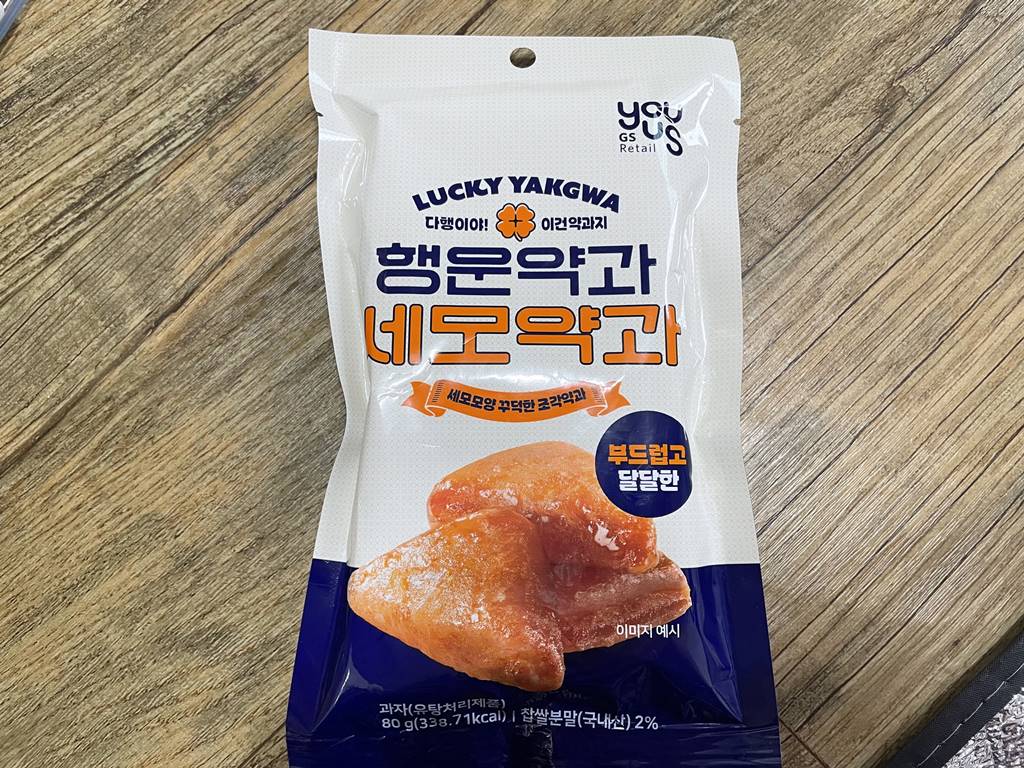 you
us
GS
Retail
LUCKY YAKGWA
다행이야! 이건약과지
행운약과
세모약과
세모모양 꾸덕한 조각약과
부드럽고
달달한
이미지 예시
과자(유탕처리제품)
80 g(338.71kcal) | 찹쌀분말(국내산) 2%